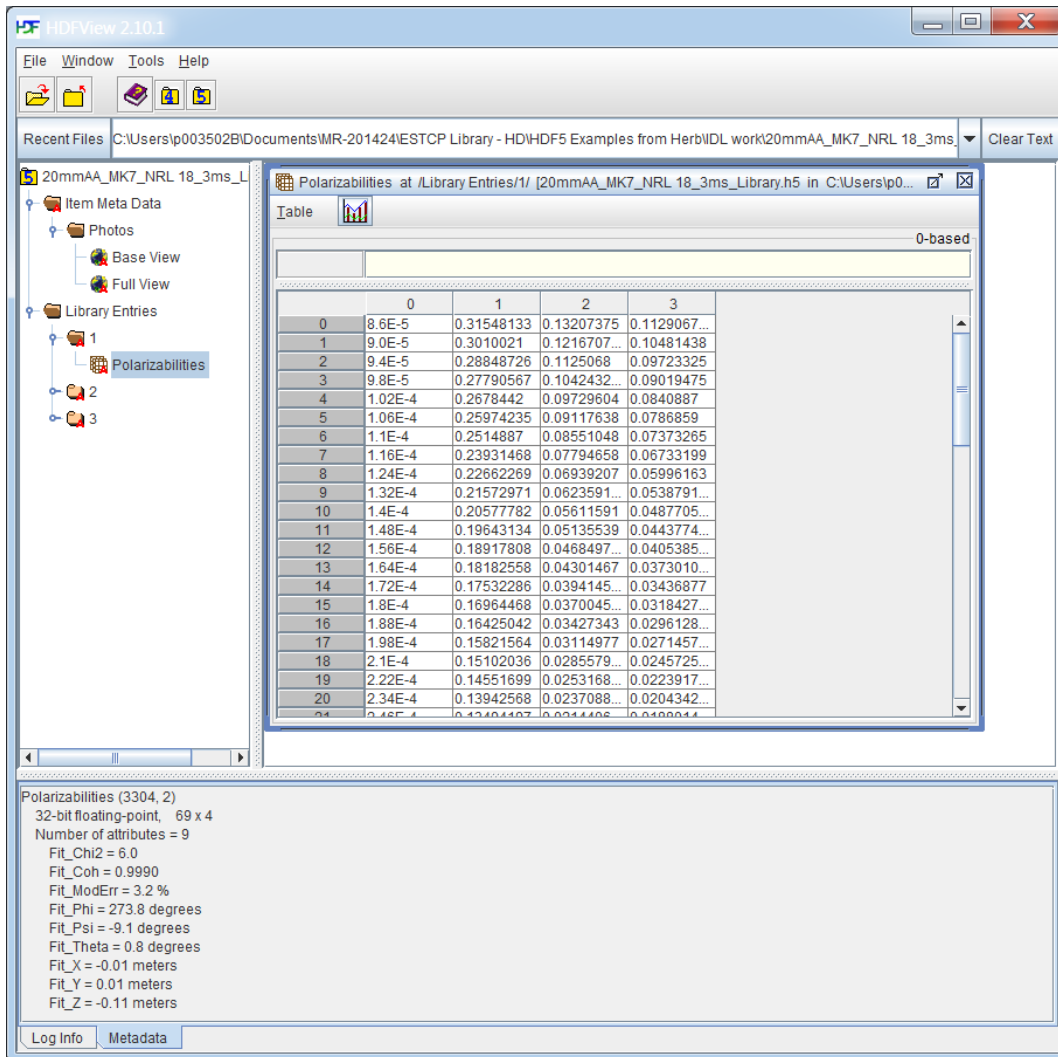 HDFView 2.10.1
File Window Tools Help
4 5
Recent Files C:\Users\p003502B\Documents\MR-201424\ESTCP Library - HD\HDF5 Examples from Herb\IDL work\20mmAA_MK7_NRL 18_3ms_ Clear Text
5 20mmAA_MK7_NRL 18_3ms_Li
Item Meta Data
Photos
Base View
Full View
Library Entries
1
Polarizabilities
2
3
Polarizabilities at /Library Entries/1/ [20mmAA_MK7_NRL 18_3ms_Library.h5 in C:\Users\p0...
Table
0-based
0 1 2 3
0 8.6E-5 0.31548133 0.13207375 0.1129067...
1 9.0E-5 0.3010021 0.1216707... 0.10481438
2 9.4E-5 0.28848726 0.1125068 0.09723325
3 9.8E-5 0.27790567 0.1042432... 0.09019475
4 1.02E-4 0.2678442 0.09729604 0.0840887
5 1.06E-4 0.25974235 0.09117638 0.0786859
6 1.1E-4 0.2514887 0.08551048 0.07373265
7 1.16E-4 0.23931468 0.07794658 0.06733199
8 1.24E-4 0.22662269 0.06939207 0.05996163
9 1.32E-4 0.21572971 0.0623591... 0.0538791...
10 1.4E-4 0.20577782 0.05611591 0.0487705...
11 1.48E-4 0.19643134 0.05135539 0.0443774...
12 1.56E-4 0.18917808 0.0468497... 0.0405385...
13 1.64E-4 0.18182558 0.04301467 0.0373010...
14 1.72E-4 0.17532286 0.0394145... 0.03436877
15 1.8E-4 0.16964468 0.0370045... 0.0318427...
16 1.88E-4 0.16425042 0.03427343 0.0296128...
17 1.98E-4 0.15821564 0.03114977 0.0271457...
18 2.1E-4 0.15102036 0.0285579... 0.0245725...
19 2.22E-4 0.14551699 0.0253168... 0.0223917...
20 2.34E-4 0.13942568 0.0237088... 0.0204342...
Polarizabilities (3304, 2)
32-bit floating-point, 69 x 4
Number of attributes = 9
Fit_Chi2 = 6.0
Fit_Coh = 0.9990
Fit_ModErr = 3.2 %
Fit_Phi = 273.8 degrees
Fit_Psi = -9.1 degrees
Fit_Theta = 0.8 degrees
Fit_X = -0.01 meters
Fit_Y = 0.01 meters
Fit_Z = -0.11 meters
Log Info Metadata